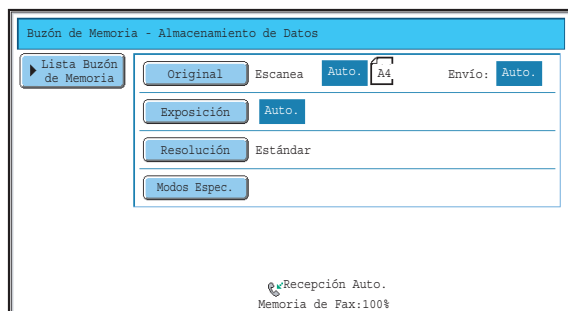 Buzón de Memoria - Almacenamiento de Datos
Lista Buzón
de Memoria
Original Escanea Auto. A4 Envío: Auto.
Exposición Auto.
Resolución Estándar
Modos Espec.
Recepción Auto.
Memoria de Fax:100%